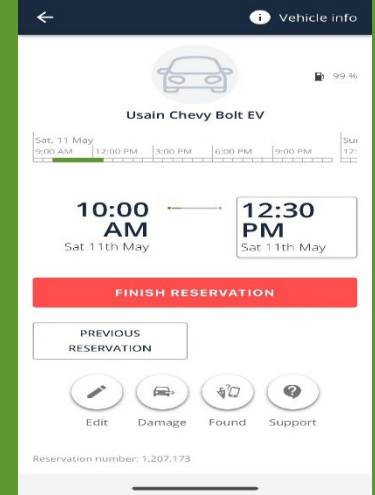 i Vehicle info
99 %
Usain Chevy Bolt EV
Sat, 11 May
9:00 AM 12:00 PM 3:00 PM 6:00 PM 9:00 PM
Sun
12:
10:00 AM
Sat 11th May
12:30 PM
Sat 11th May
FINISH RESERVATION
PREVIOUS
RESERVATION
Edit Damage Found Support
Reservation number: 1,207,173